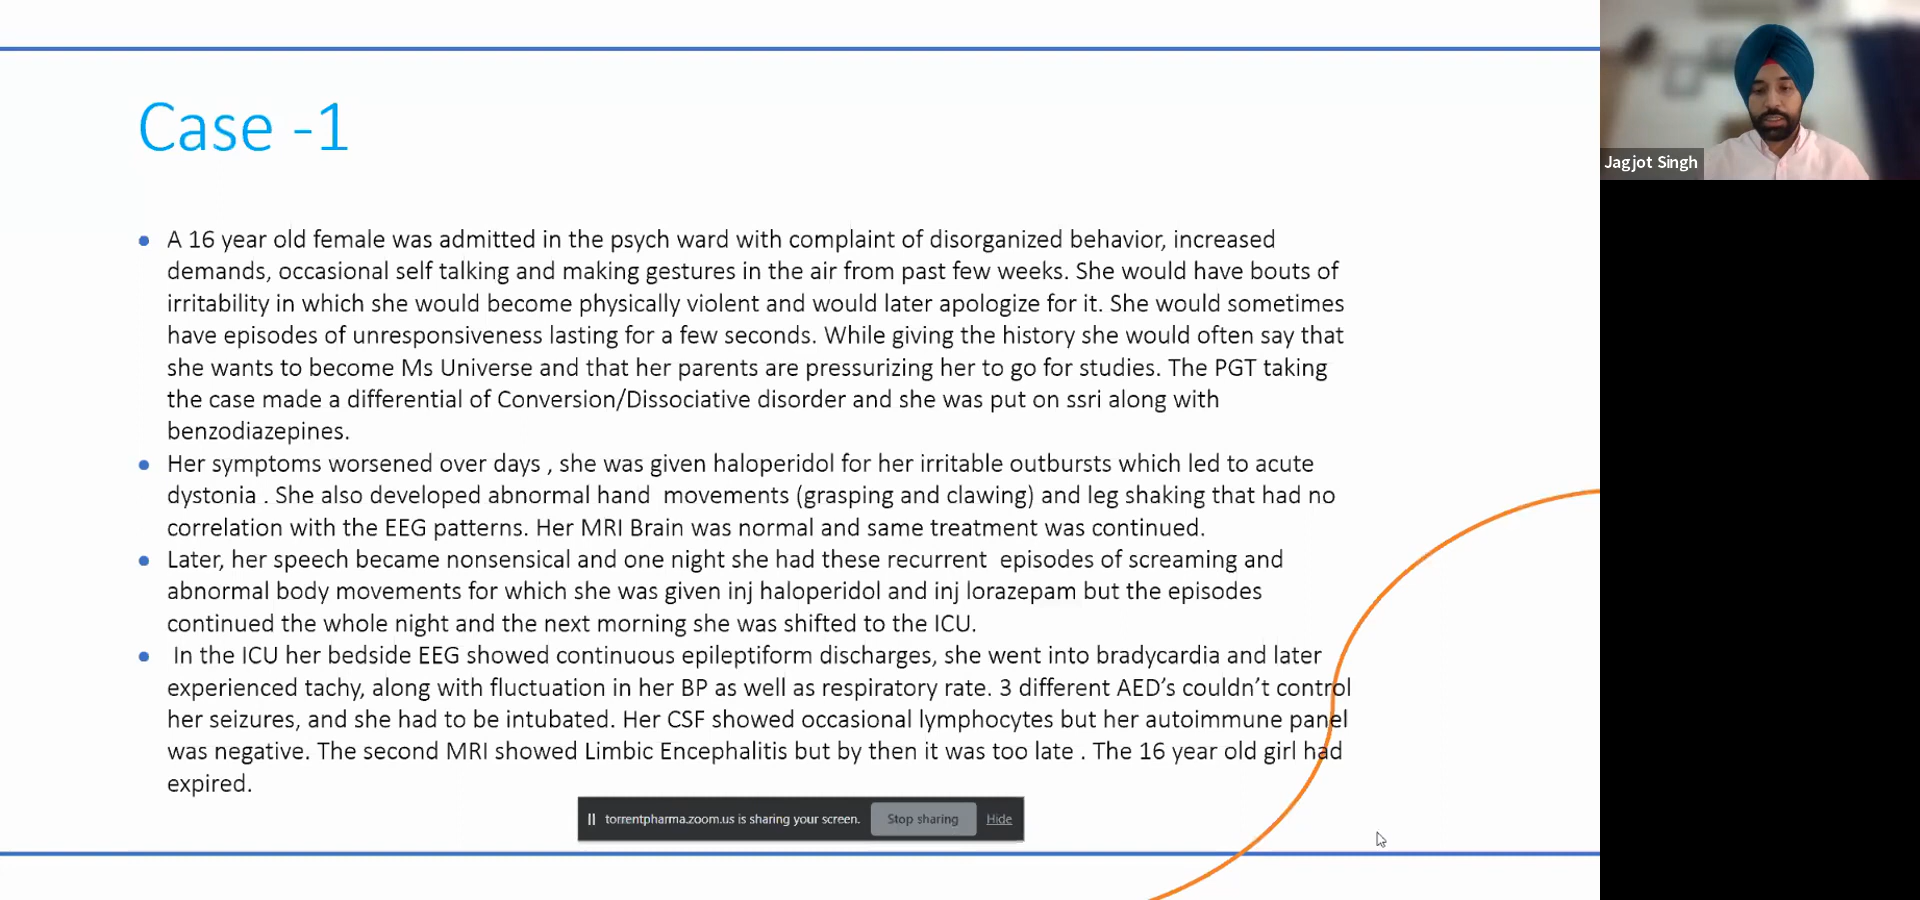 Case -1
Jagjot Singh
A 16 year old female was admitted in the psych ward with complaint of disorganized behavior, increased
demands, occasional self talking and making gestures in the air from past few weeks. She would have bouts of
irritability in which she would become physically violent and would later apologize for it. She would sometimes
have episodes of unresponsiveness lasting for a few seconds. While giving the history she would often say that
she wants to become Ms Universe and that her parents are pressurizing her to go for studies. The PGT taking
the case made a differential of Conversion/Dissociative disorder and she was put on ssri along with
benzodiazepines.
Her symptoms worsened over days , she was given haloperidol for her irritable outbursts which led to acute
dystonia . She also developed abnormal hand movements (grasping and clawing) and leg shaking that had no
correlation with the EEG patterns. Her MRI Brain was normal and same treatment was continued.
Later, her speech became nonsensical and one night she had these recurrent episodes of screaming and
abnormal body movements for which she was given inj haloperidol and inj lorazepam but the episodes
continued the whole night and the next morning she was shifted to the ICU.
In the ICU her bedside EEG showed continuous epileptiform discharges, she went into bradycardia and later
experienced tachy, along with fluctuation in her BP as well as respiratory rate. 3 different AED's couldn't control
her seizures, and she had to be intubated. Her CSF showed occasional lymphocytes but her autoimmune panel
was negative. The second MRI showed Limbic Encephalitis but by then it was too late . The 16 year old girl had
expired.
torrentpharma.zoom.us is sharing your screen. Stop sharing Hide